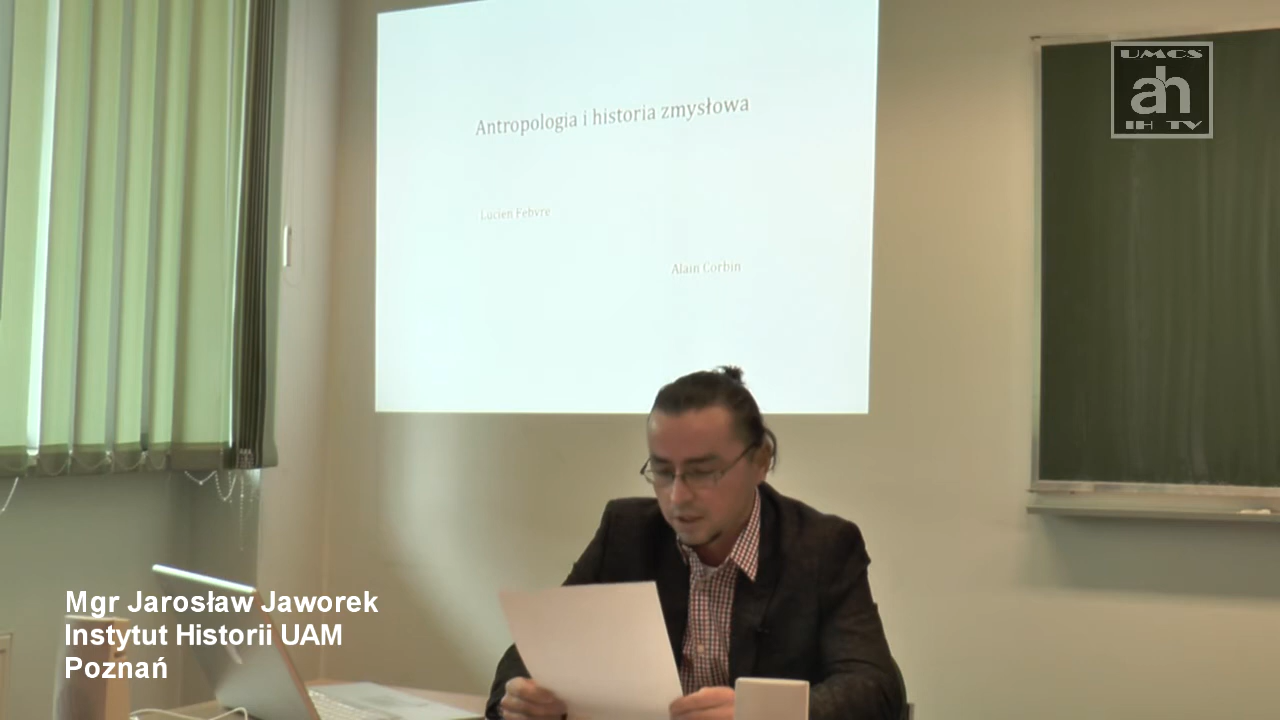 Antropologia i historia zmysłowa
Lucien Febvre
Alain Corbin
UMCS
ah
IH TV
Mgr Jarosław Jaworek
Instytut Historii UAM
Poznań